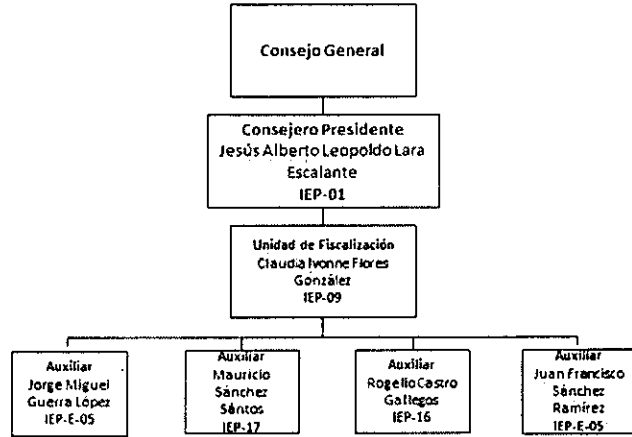 Consejo General
Consejero Presidente
Jesús Alberto Leopoldo Lara
Escalante
IEP-01
Unidad de Fiscalización
Claudia Ivonne Flores
González
IEP-09
Auxiliar
Jorge Miguel
Guerra López
IEP-E-05
Auxiliar
Mauricio
Sánchez
Sántos
IEP-17
Auxiliar
Rogelio Castro
Gallegos
IEP-16
Auxiliar
Juan Francisco
Sánchez
Ramírez
IEP-E-05